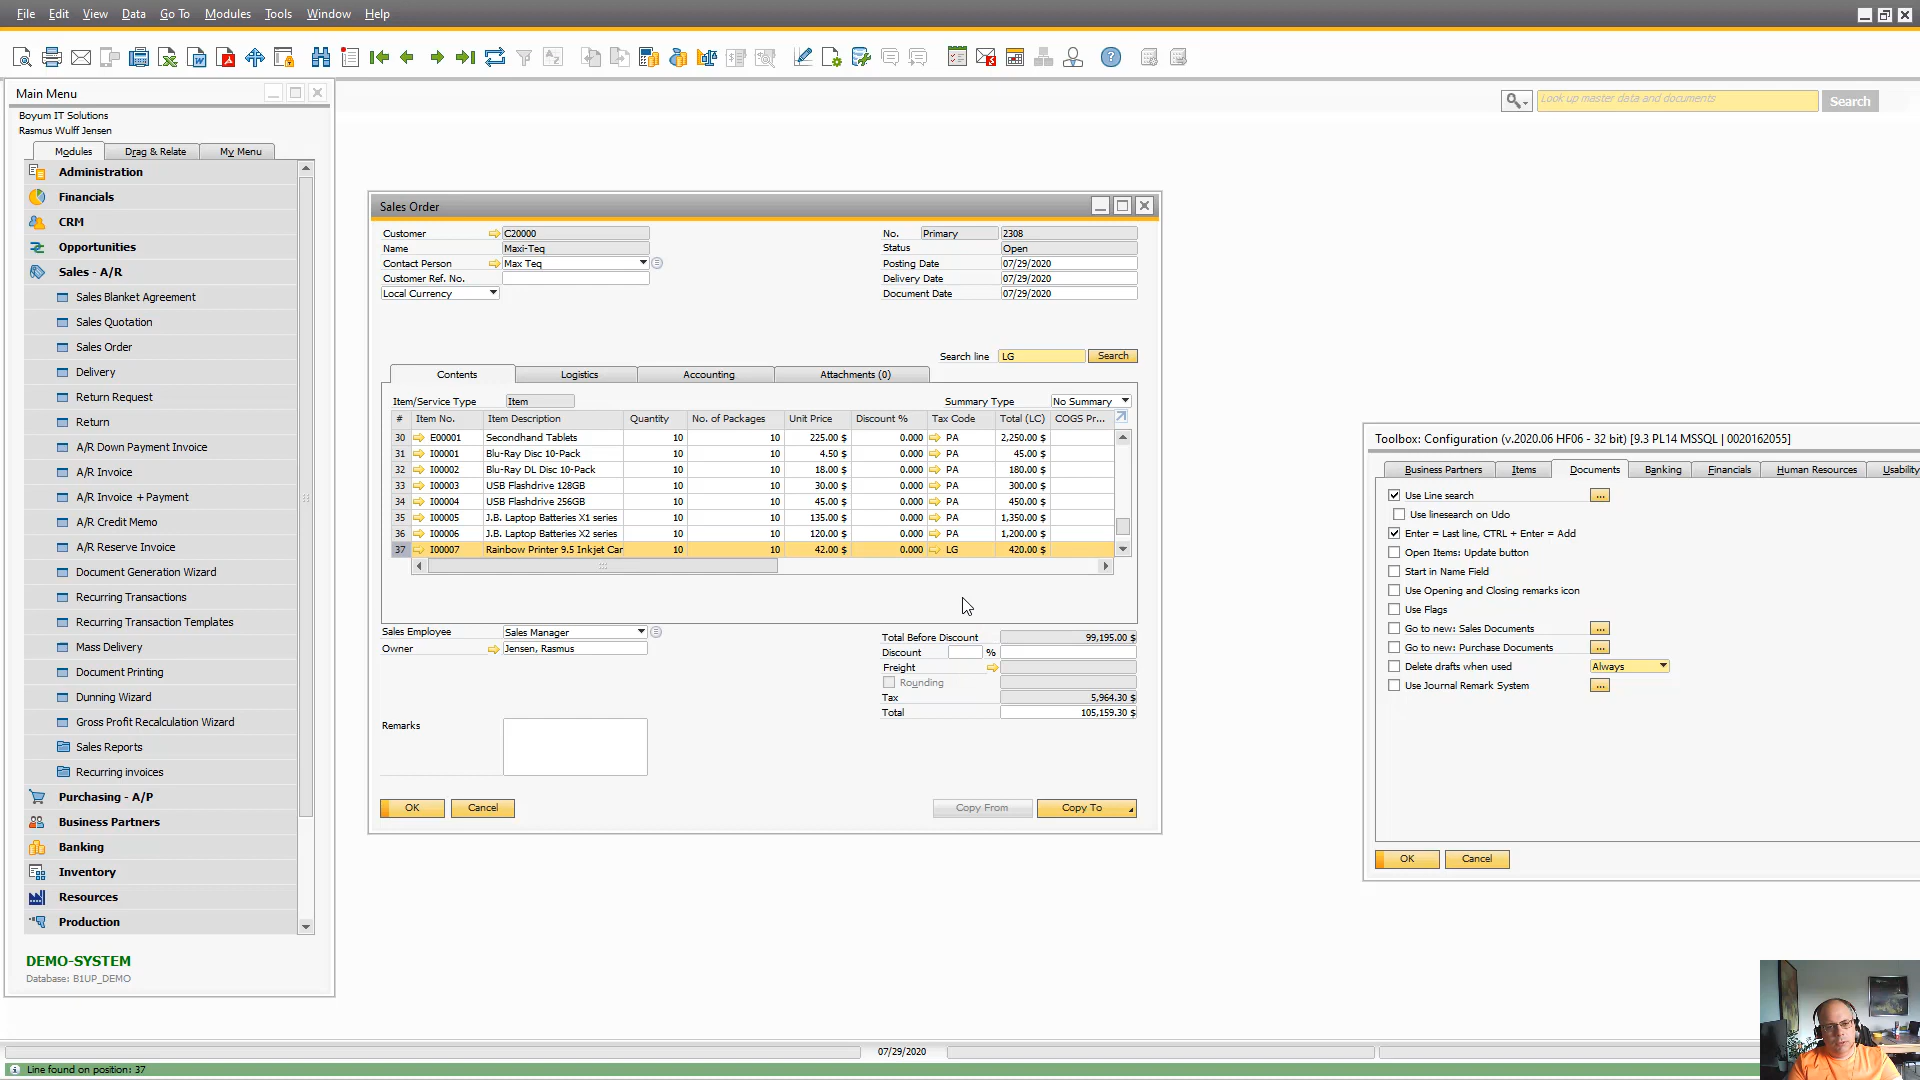 File Edit View Data Go To Modules Tools Window Help
Look up master data and documents Search
Main Menu
Boyum IT Solutions
Rasmus Wulff Jensen
Modules Drag & Relate My Menu
Administration
Financials
CRM
Opportunities
Sales - A/R
Sales Blanket Agreement
Sales Quotation
Sales Order
Delivery
Return Request
Return
A/R Down Payment Invoice
A/R Invoice
A/R Invoice + Payment
A/R Credit Memo
A/R Reserve Invoice
Document Generation Wizard
Recurring Transactions
Recurring Transaction Templates
Mass Delivery
Document Printing
Dunning Wizard
Gross Profit Recalculation Wizard
Sales Reports
Recurring invoices
Purchasing - A/P
Business Partners
Banking
Inventory
Resources
Production
DEMO-SYSTEM
Database: B1UP_DEMO
Sales Order
Customer C20000
Name Maxi-Teq
Contact Person Max Teq
Customer Ref. No.
Local Currency
No. Primary 2308
Status Open
Posting Date 07/29/2020
Delivery Date 07/29/2020
Document Date 07/29/2020
Search line LG Search
Contents Logistics Accounting Attachments (0)
Item/Service Type Item Summary Type No Summary
# Item No. Item Description Quantity No. of Packages Unit Price Discount % Tax Code Total (LC) COGS Pr...
30 E00001 Secondhand Tablets 10 10 225.00 $ 0.000 PA 2,250.00 $
31 I00001 Blu-Ray Disc 10-Pack 10 10 4.50 $ 0.000 PA 45.00 $
32 I00002 Blu-Ray DL Disc 10-Pack 10 10 18.00 $ 0.000 PA 180.00 $
33 I00003 USB Flashdrive 128GB 10 10 30.00 $ 0.000 PA 300.00 $
34 I00004 USB Flashdrive 256GB 10 10 45.00 $ 0.000 PA 450.00 $
35 I00005 J.B. Laptop Batteries X1 series 10 10 135.00 $ 0.000 PA 1,350.00 $
36 I00006 J.B. Laptop Batteries X2 series 10 10 120.00 $ 0.000 PA 1,200.00 $
37 I00007 Rainbow Printer 9.5 Inkjet Car 10 10 42.00 $ 0.000 LG 420.00 $
Sales Employee Sales Manager
Owner Jensen, Rasmus
Remarks
Total Before Discount 99,195.00 $
Discount %
Freight
Rounding
Tax 5,964.30 $
Total 105,159.30 $
OK Cancel Copy From Copy To
Toolbox: Configuration (v.2020.06 HF06 - 32 bit) [9.3 PL14 MSSQL | 0020162055]
Business Partners Items Documents Banking Financials Human Resources Usability
Use Line search ...
Use linesearch on Undo
Enter = Last line, CTRL + Enter = Add
Open Items: Update button
Start in Name Field
Use Opening and Closing remarks icon
Use Flags
Go to new: Sales Documents ...
Go to new: Purchase Documents ...
Delete drafts when used Always
Use Journal Remark System ...
OK Cancel
07/29/2020
Line found on position: 37